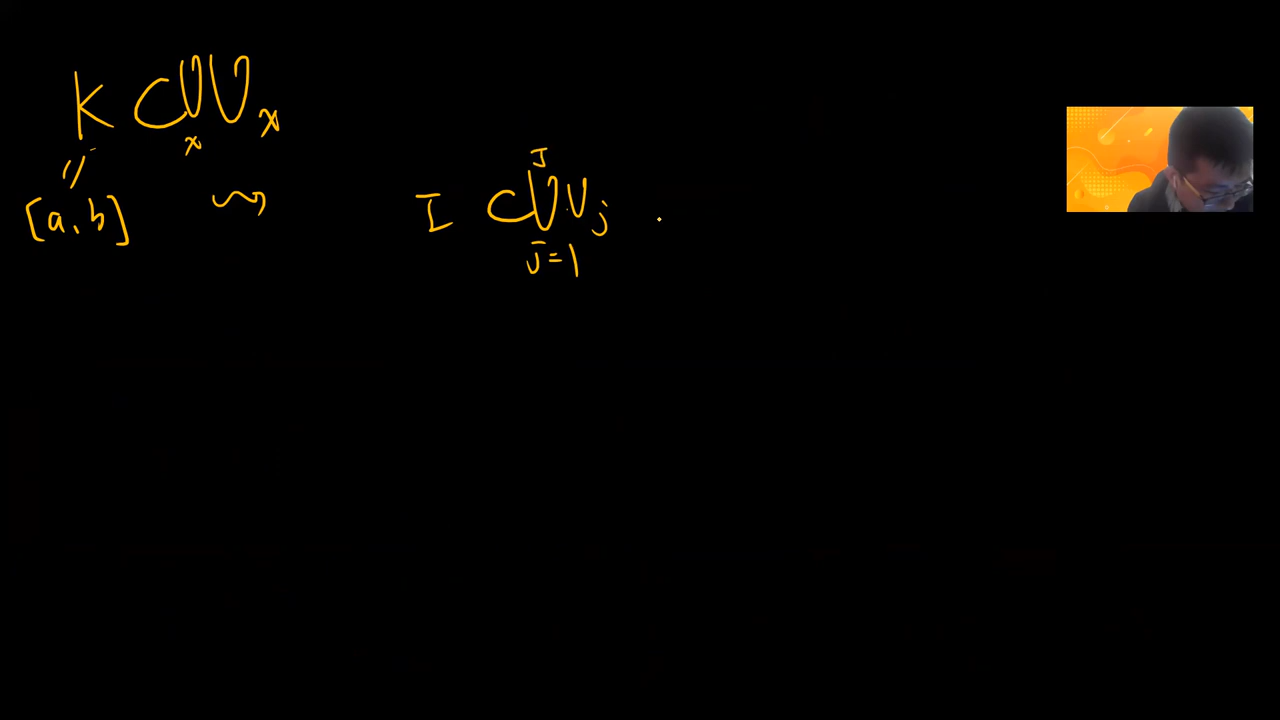 K ⊂ ⋃_x U_x
=
[a, b] ⇝ I ⊂ ⋃_{j=1}^{J} U_j